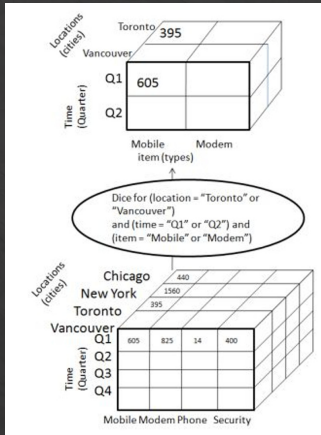 Locations
(cities)
Toronto
395
Vancouver
Q1
605
Q2
Time
(Quarter)
Mobile Modem
item (types)
Dice for (location = "Toronto" or
"Vancouver")
and (time = "Q1" or "Q2") and
(item = "Mobile" or "Modem")
Locations
(cities)
Chicago 440
New York 1560
Toronto 395
Vancouver
Q1 605 825 14 400
Q2
Q3
Q4
Time
(Quarter)
Mobile Modem Phone Security